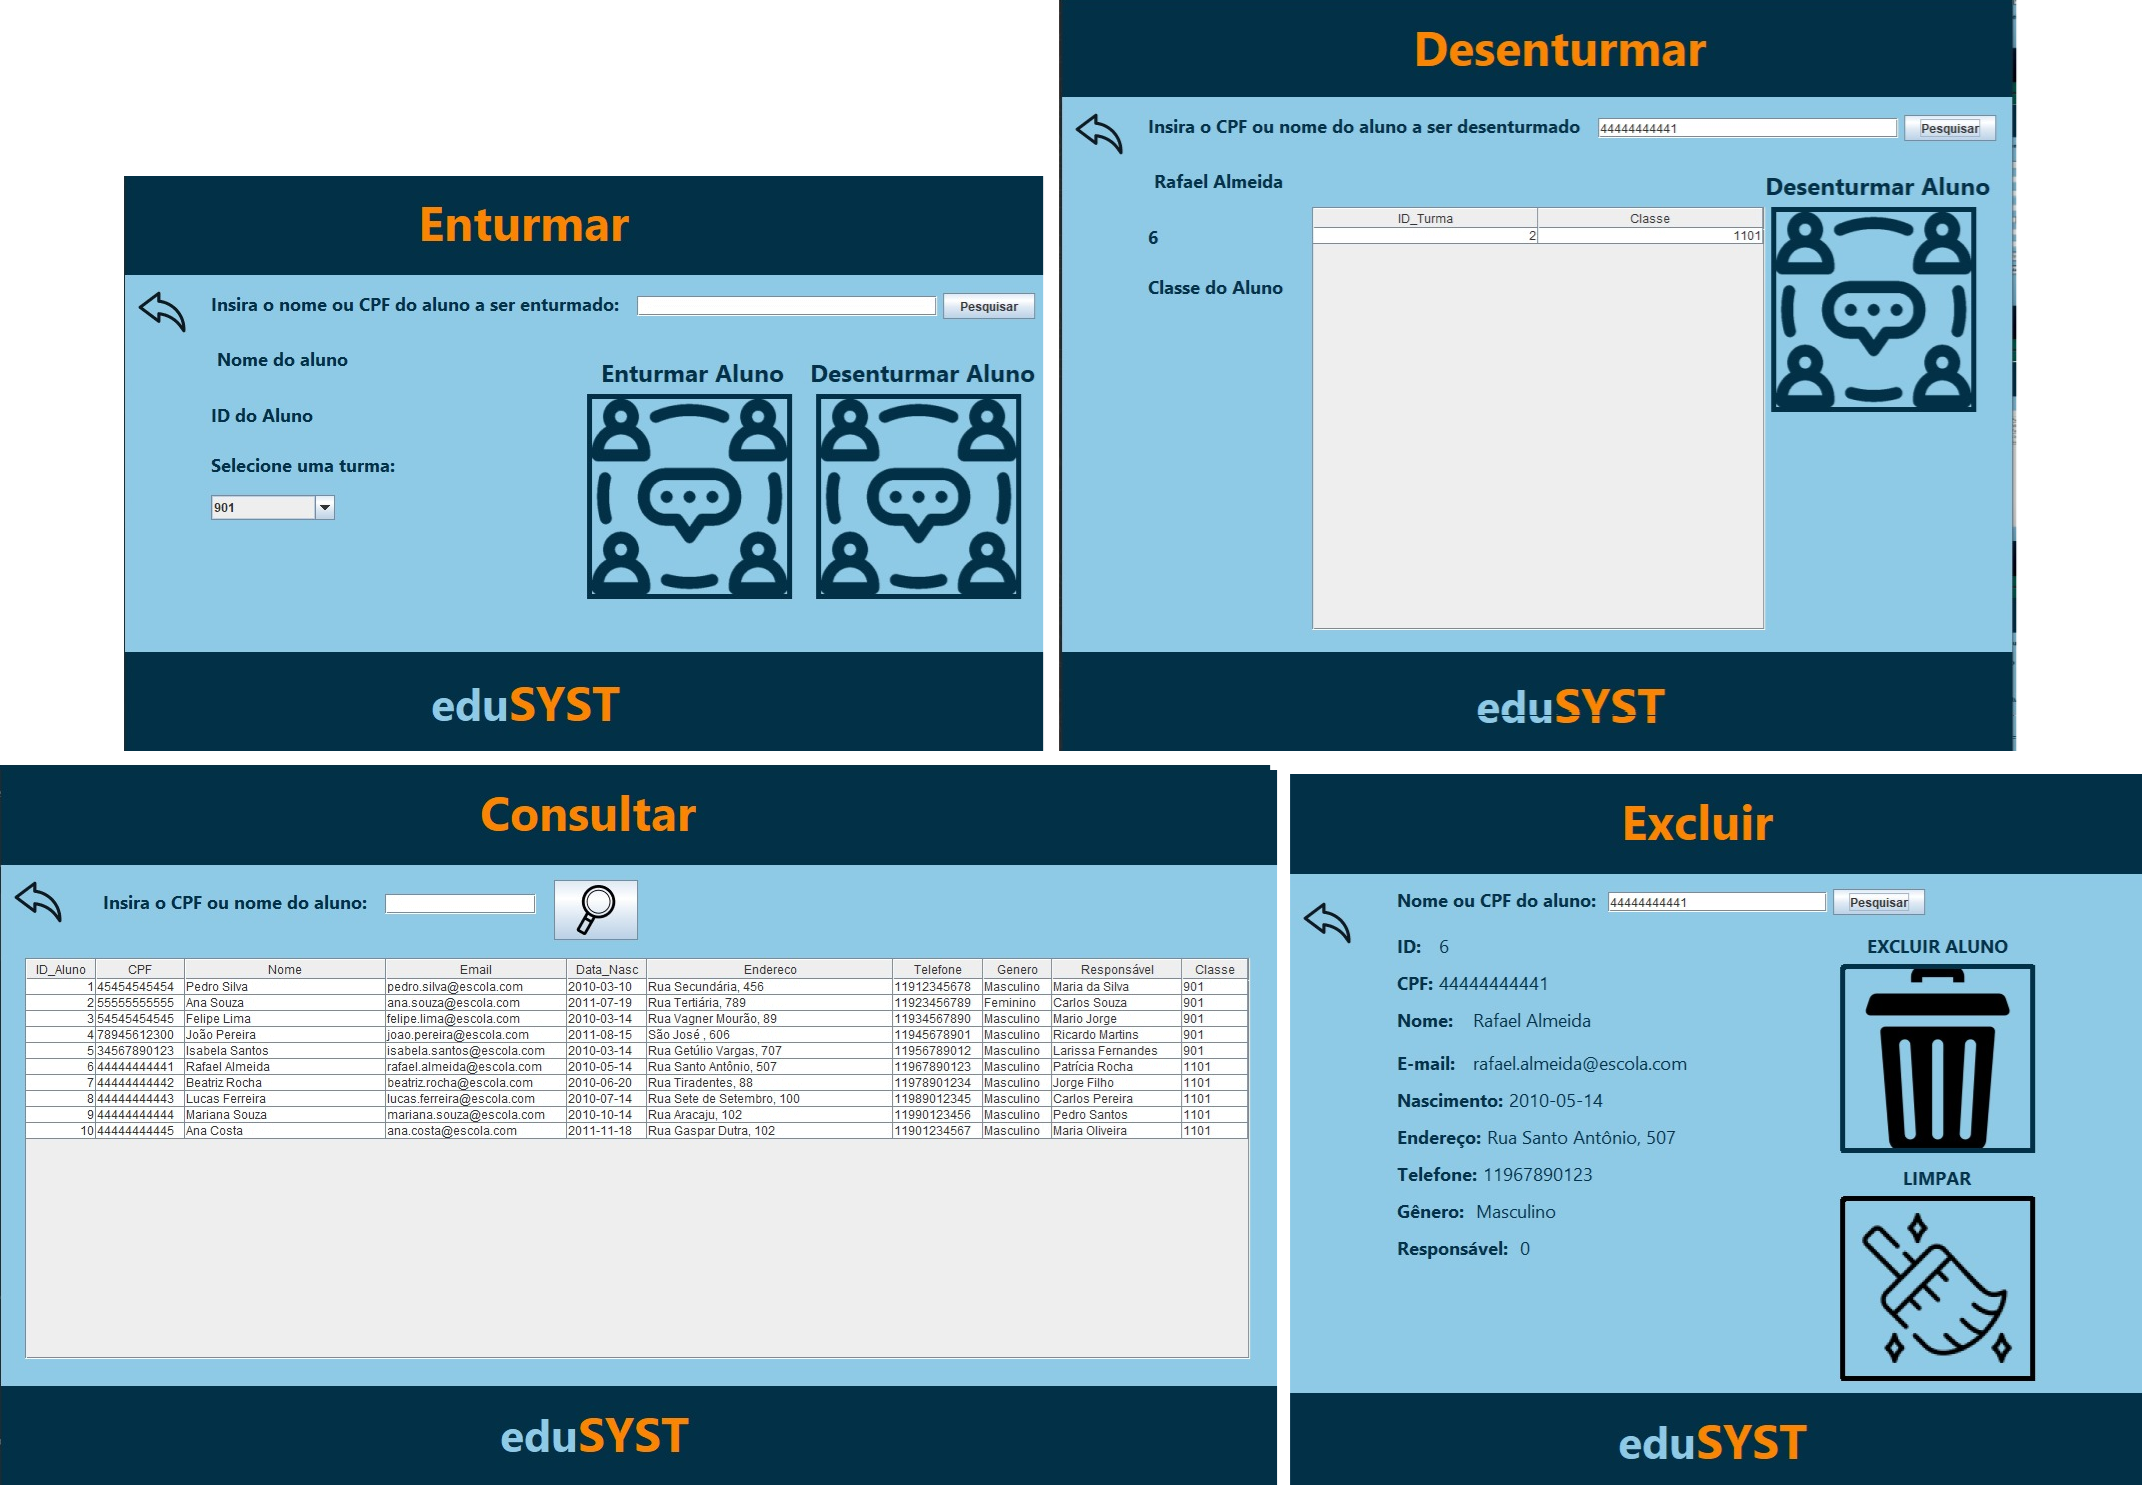 Enturmar
Insira o nome ou CPF do aluno a ser enturmado: Pesquisar
Nome do aluno
Enturmar Aluno Desenturmar Aluno
ID do Aluno
Selecione uma turma:
901
eduSYST
Desenturmar
Insira o CPF ou nome do aluno a ser desenturmado 44444444441 Pesquisar
Rafael Almeida
Desenturmar Aluno
ID_Turma Classe
2 1101
6
Classe do Aluno
eduSYST
Consultar
Insira o CPF ou nome do aluno:
ID_Aluno CPF Nome Email Data_Nasc Endereco Telefone Genero Responsável Classe
1 45454545454 Pedro Silva pedro.silva@escola.com 2010-03-10 Rua Secundária, 456 11912345678 Masculino Maria da Silva 901
2 55555555555 Ana Souza ana.souza@escola.com 2011-07-19 Rua Tertiária, 789 11923456789 Feminino Carlos Souza 901
3 54545454545 Felipe Lima felipe.lima@escola.com 2010-03-14 Rua Vagner Mourão, 89 11934567890 Masculino Mario Jorge 901
4 78945612300 João Pereira joao.pereira@escola.com 2011-08-15 São José , 606 11945678901 Masculino Ricardo Martins 901
5 34567890123 Isabela Santos isabela.santos@escola.com 2010-03-14 Rua Getúlio Vargas, 707 11956789012 Masculino Larissa Fernandes 901
6 44444444441 Rafael Almeida rafael.almeida@escola.com 2010-05-14 Rua Santo Antônio, 507 11967890123 Masculino Patrícia Rocha 1101
7 44444444442 Beatriz Rocha beatriz.rocha@escola.com 2010-06-20 Rua Tiradentes, 88 11978901234 Masculino Jorge Filho 1101
8 44444444443 Lucas Ferreira lucas.ferreira@escola.com 2010-07-14 Rua Sete de Setembro, 100 11989012345 Masculino Carlos Pereira 1101
9 44444444444 Mariana Souza mariana.souza@escola.com 2010-10-14 Rua Aracaju, 102 11990123456 Masculino Pedro Santos 1101
10 44444444445 Ana Costa ana.costa@escola.com 2011-11-18 Rua Gaspar Dutra, 102 11901234567 Masculino Maria Oliveira 1101
eduSYST
Excluir
Nome ou CPF do aluno: 44444444441 Pesquisar
ID: 6
EXCLUIR ALUNO
CPF: 44444444441
Nome: Rafael Almeida
E-mail: rafael.almeida@escola.com
Nascimento: 2010-05-14
Endereço: Rua Santo Antônio, 507
Telefone: 11967890123
LIMPAR
Gênero: Masculino
Responsável: 0
eduSYST